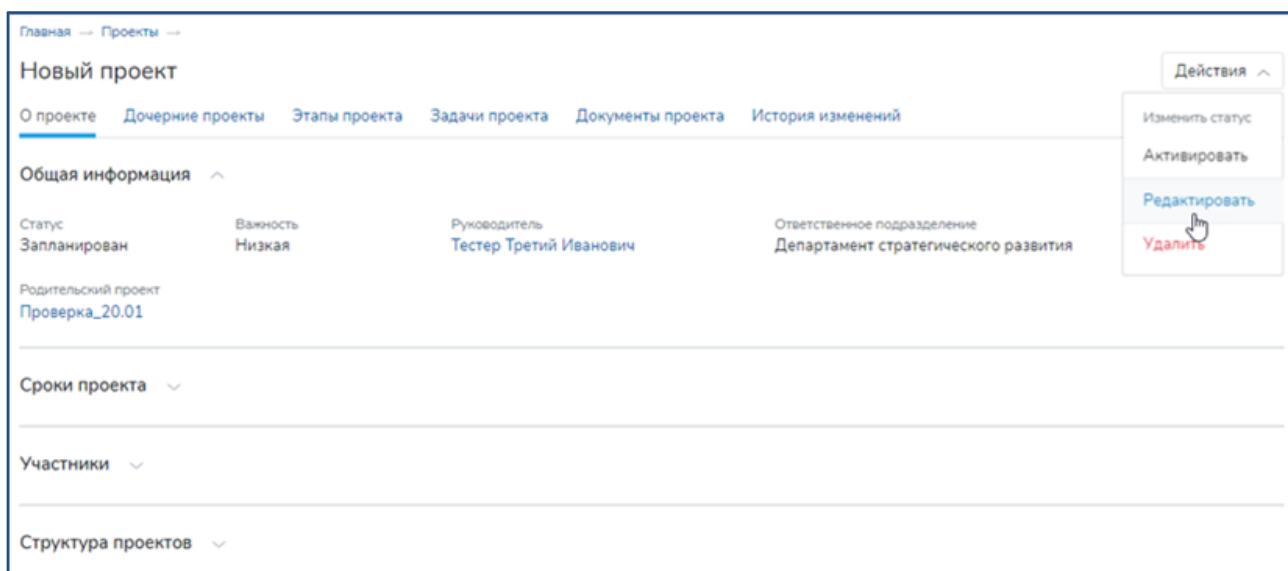 Главная → Проекты →
Новый проект
Действия
О проекте Дочерние проекты Этапы проекта Задачи проекта Документы проекта История изменений
Изменить статус
Активировать
Редактировать
Удалить
Общая информация
Статус Важность Руководитель Ответственное подразделение
Запланирован Низкая Тестер Третий Иванович Департамент стратегического развития
Родительский проект
Проверка_20.01
Сроки проекта
Участники
Структура проектов